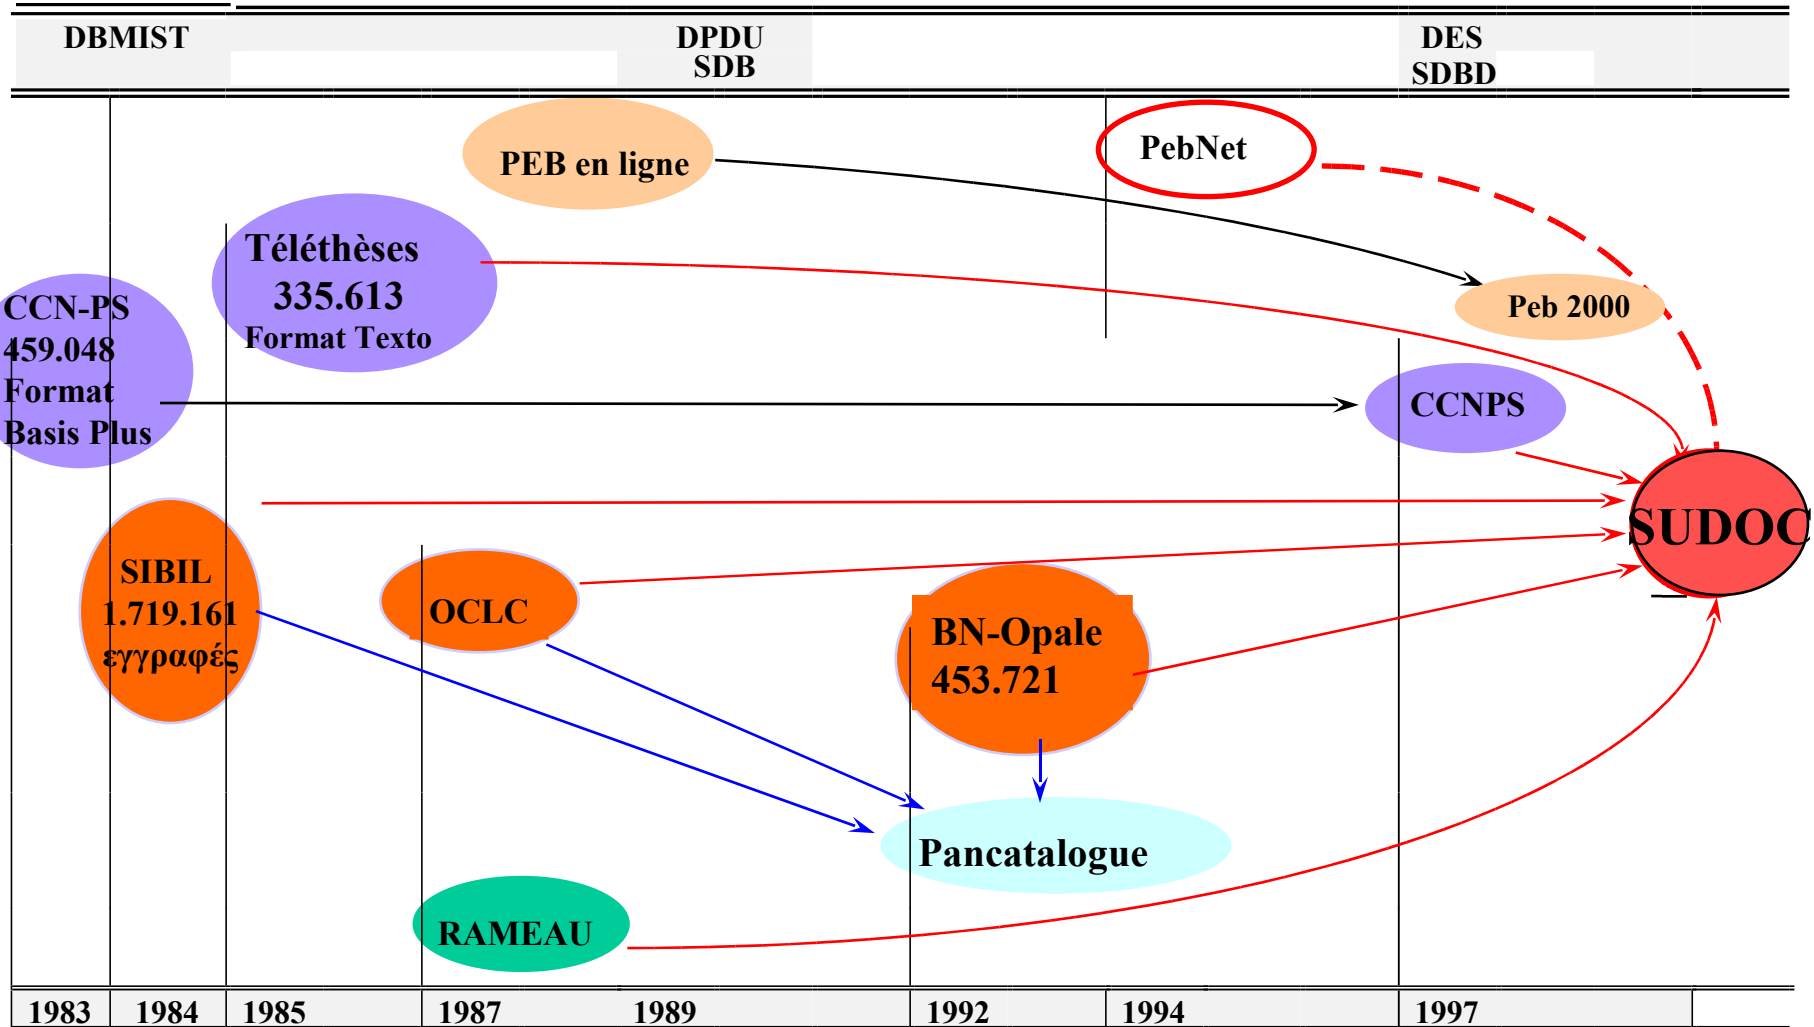 DBMIST
DPDU
SDB
DES
SDBD
PEB en ligne
PebNet
Téléthèses
335.613
Format Texto
Peb 2000
CCN-PS
459.048
Format
Basis Plus
CCNPS
SUDOC
SIBIL
1.719.161
εγγραφές
OCLC
BN-Opale
453.721
Pancatalogue
RAMEAU
1983 1984 1985 1987 1989 1992 1994 1997